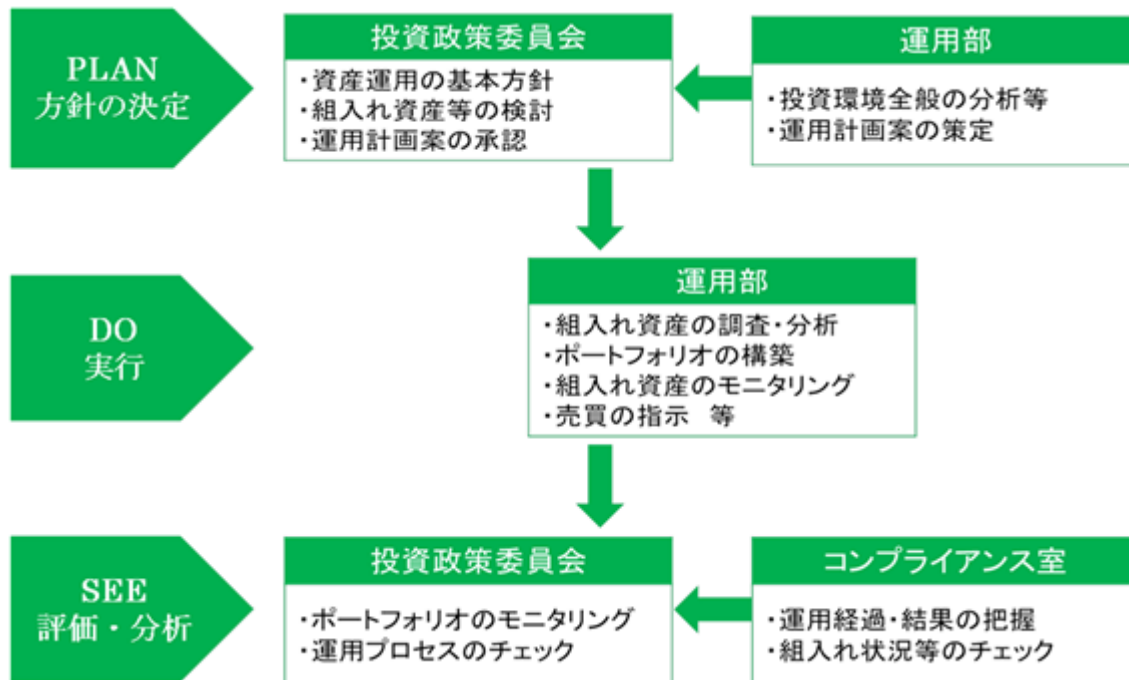 PLAN
方針の決定
投資政策委員会
・資産運用の基本方針
・組入れ資産等の検討
・運用計画案の承認
運用部
・投資環境全般の分析等
・運用計画案の策定
DO
実行
運用部
・組入れ資産の調査・分析
・ポートフォリオの構築
・組入れ資産のモニタリング
・売買の指示　等
SEE
評価・分析
投資政策委員会
・ポートフォリオのモニタリング
・運用プロセスのチェック
コンプライアンス室
・運用経過・結果の把握
・組入れ状況等のチェック